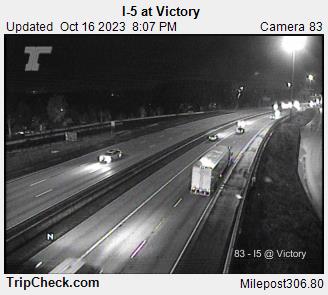 I-5 at Victory
Updated Oct 16 2023 8:07 PM Camera 83
T
N
83 - I5 @ Victory
TripCheck.com Milepost306.80